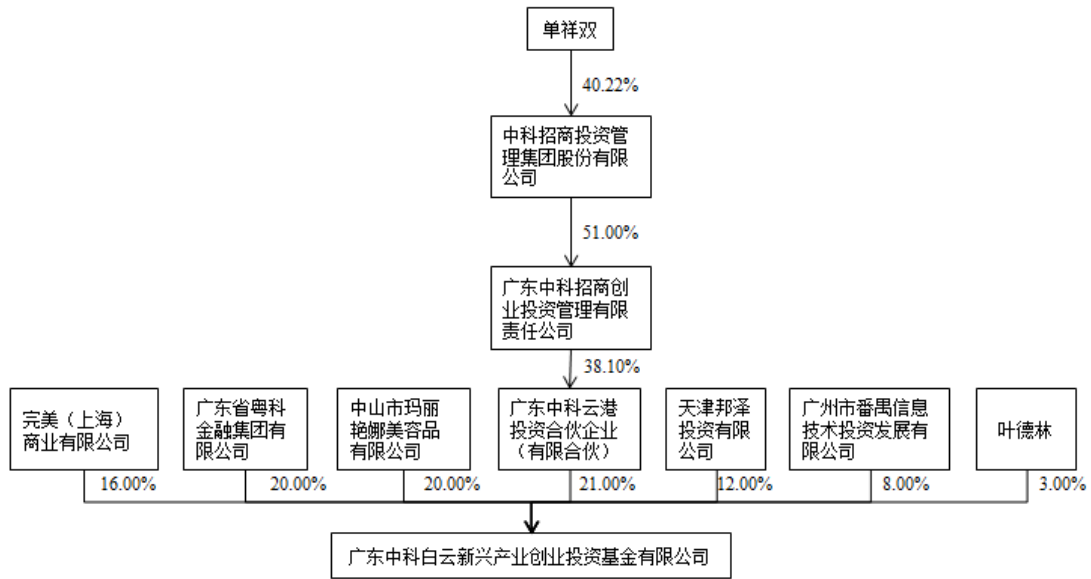 单祥双
40.22%
中科招商投资管
理集团股份有限
公司
51.00%
广东中科招商创
业投资管理有限
责任公司
38.10%
完美（上海）
商业有限公司
广东省粤科
金融集团有
限公司
中山市玛丽
艳娜美容品
有限公司
广东中科云港
投资合伙企业
（有限合伙）
天津邦泽
投资有限
公司
广州市番禺信息
技术投资发展有
限公司
叶德林
16.00%
20.00%
20.00%
21.00%
12.00%
8.00%
3.00%
广东中科白云新兴产业创业投资基金有限公司